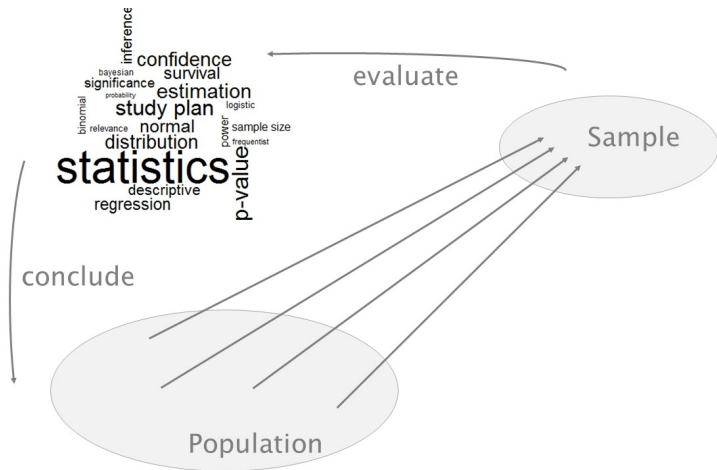 inference
confidence
bayesian
survival
significance
probability
estimation
binomial
study plan
logistic
relevance
normal
power
sample size
distribution
frequentist
statistics
p-value
descriptive
regression
evaluate
Sample
conclude
Population